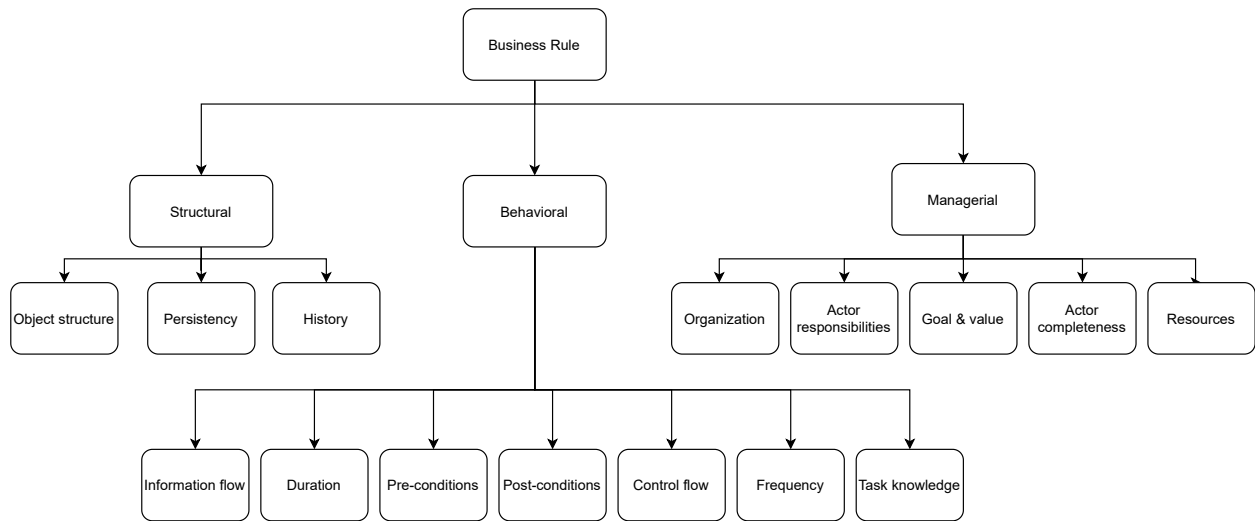 Business Rule
Structural
Behavioral
Managerial
Object structure
Persistency
History
Organization
Actor
responsibilities
Goal & value
Actor
completeness
Resources
Information flow
Duration
Pre-conditions
Post-conditions
Control flow
Frequency
Task knowledge